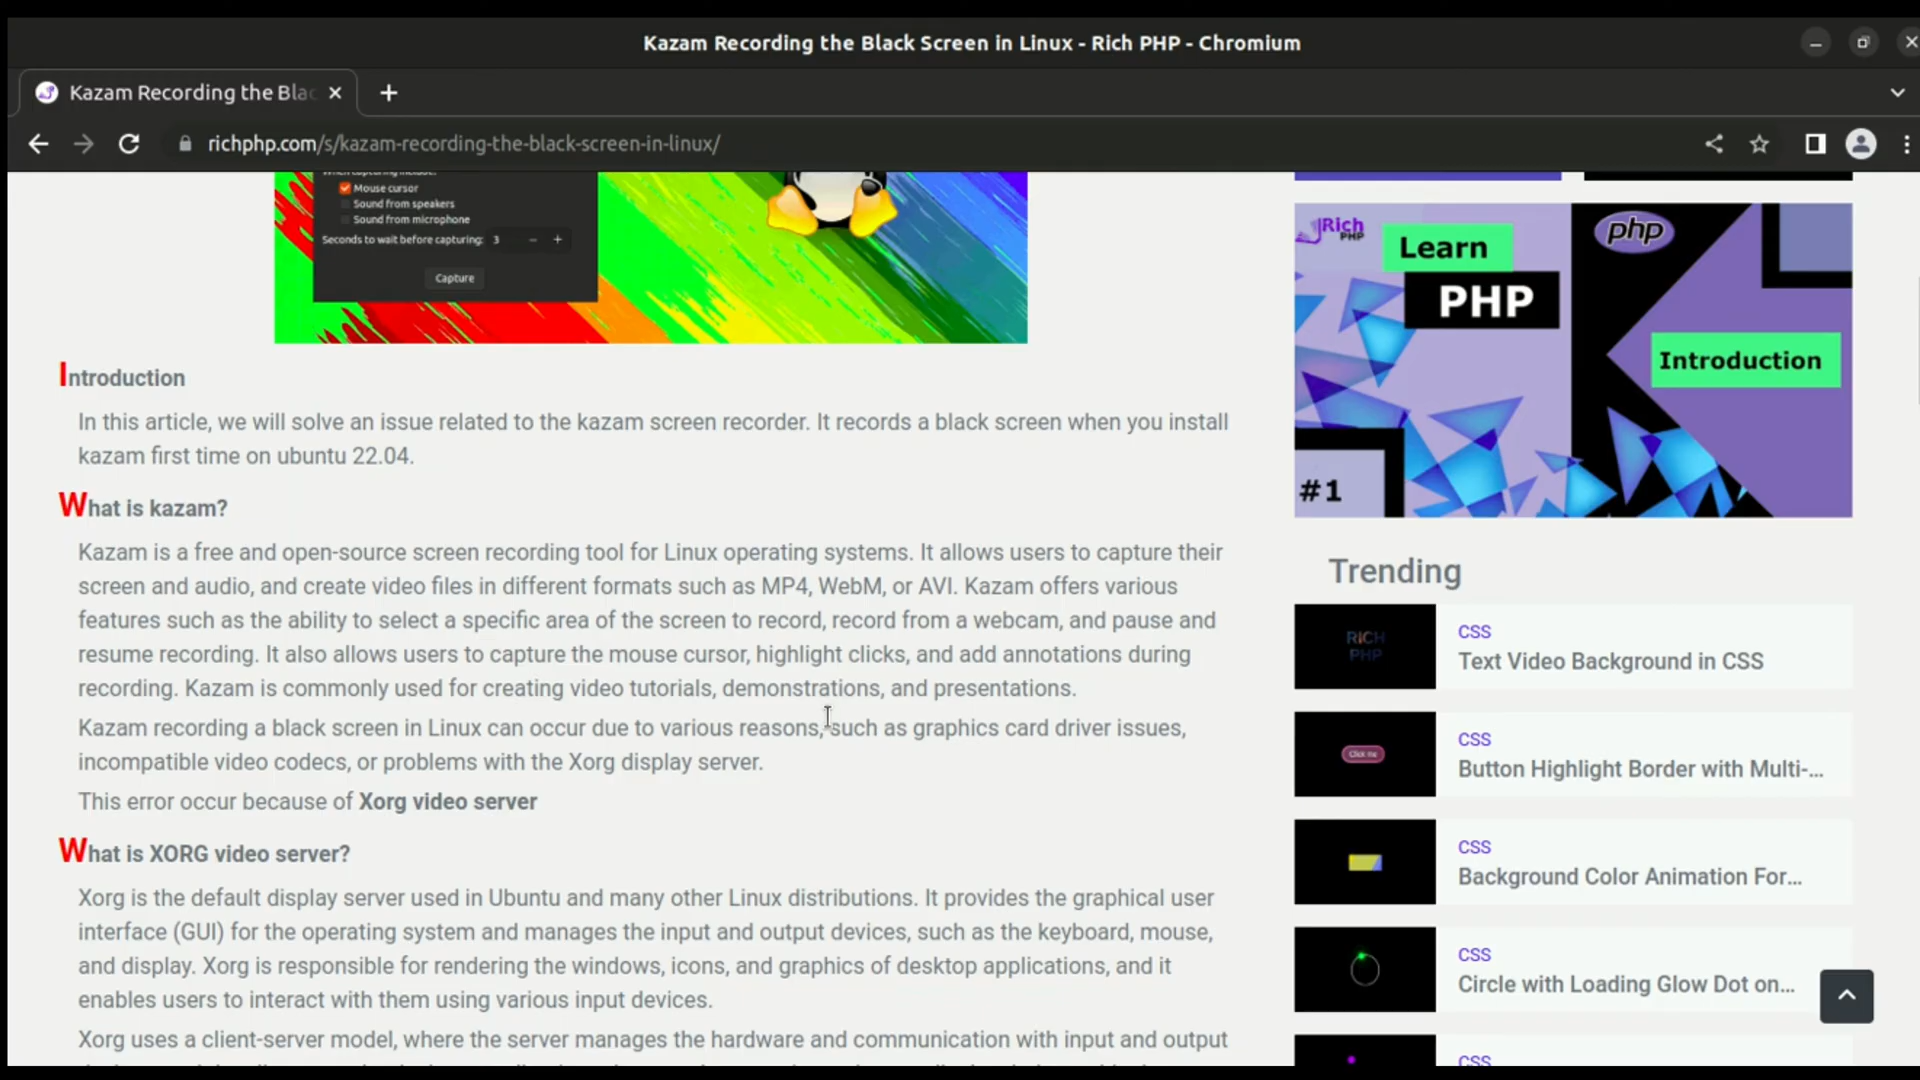 Kazam Recording the Black Screen in Linux - Rich PHP - Chromium
Kazam Recording the Blac
richphp.com/s/kazam-recording-the-black-screen-in-linux/
Mouse cursor
Sound from speakers
Sound from microphone
Seconds to wait before capturing: 3 - +
Capture
Introduction
In this article, we will solve an issue related to the kazam screen recorder. It records a black screen when you install
kazam first time on ubuntu 22.04.
What is kazam?
Kazam is a free and open-source screen recording tool for Linux operating systems. It allows users to capture their
screen and audio, and create video files in different formats such as MP4, WebM, or AVI. Kazam offers various
features such as the ability to select a specific area of the screen to record, record from a webcam, and pause and
resume recording. It also allows users to capture the mouse cursor, highlight clicks, and add annotations during
recording. Kazam is commonly used for creating video tutorials, demonstrations, and presentations.
Kazam recording a black screen in Linux can occur due to various reasons, such as graphics card driver issues,
incompatible video codecs, or problems with the Xorg display server.
This error occur because of Xorg video server
What is XORG video server?
Xorg is the default display server used in Ubuntu and many other Linux distributions. It provides the graphical user
interface (GUI) for the operating system and manages the input and output devices, such as the keyboard, mouse,
and display. Xorg is responsible for rendering the windows, icons, and graphics of desktop applications, and it
enables users to interact with them using various input devices.
Xorg uses a client-server model, where the server manages the hardware and communication with input and output
Rich
PHP
Learn
PHP
php
Introduction
#1
Trending
RICH
PHP
CSS
Text Video Background in CSS
Click me
CSS
Button Highlight Border with Multi-...
CSS
Background Color Animation For...
CSS
Circle with Loading Glow Dot on...
CSS